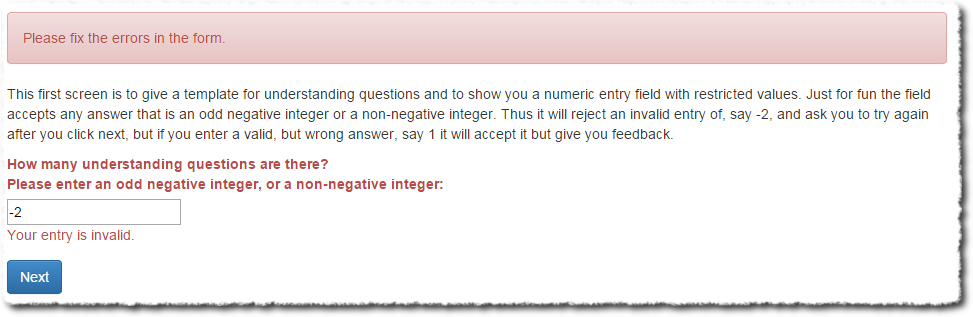 Please fix the errors in the form.
This first screen is to give a template for understanding questions and to show you a numeric entry field with restricted values. Just for fun the field
accepts any answer that is an odd negative integer or a non-negative integer. Thus it will reject an invalid entry of, say -2, and ask you to try again
after you click next, but if you enter a valid, but wrong answer, say 1 it will accept it but give you feedback.
How many understanding questions are there?
Please enter an odd negative integer, or a non-negative integer:
-2
Your entry is invalid.
Next